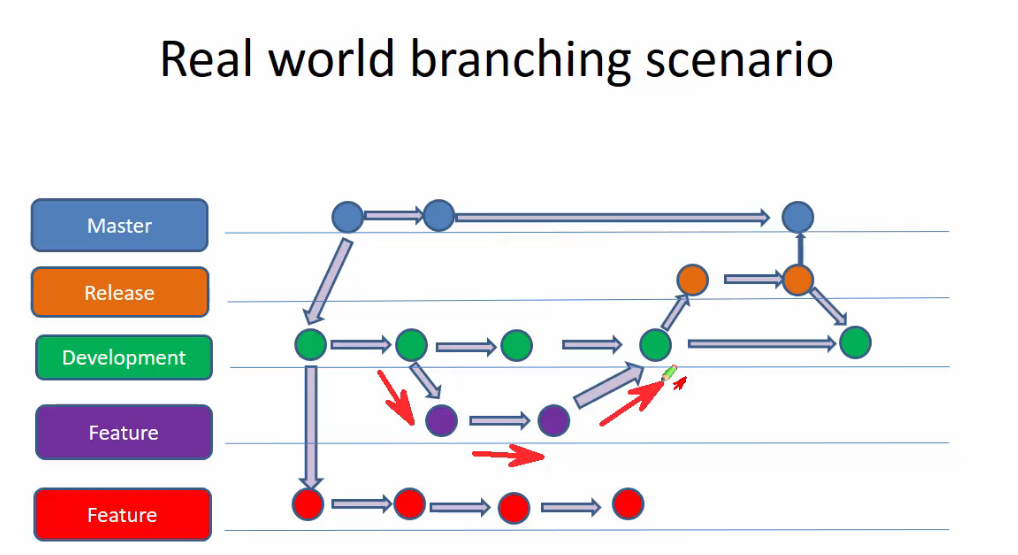 Real world branching scenario
Master
Release
Development
Feature
Feature